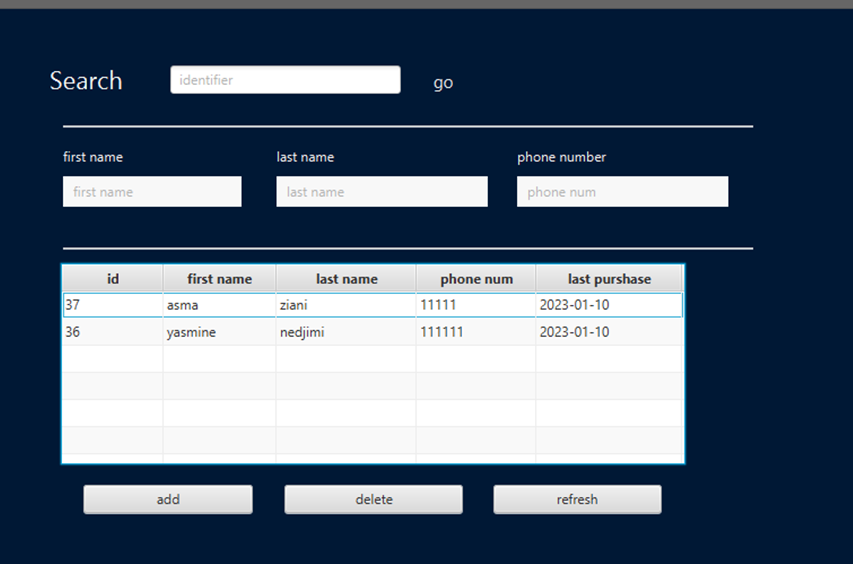 Search identifier go
first name last name phone number
first name last name phone num
id first name last name phone num last purshase
37 asma ziani 11111 2023-01-10
36 yasmine nedjimi 111111 2023-01-10
add delete refresh